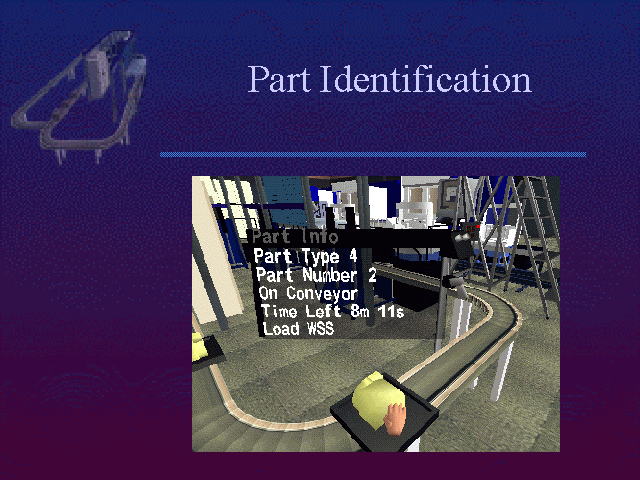 Part Identification
Part Info
Part Type 4
Part Number 2
On Conveyor
Time Left 8m 11s
Load WSS